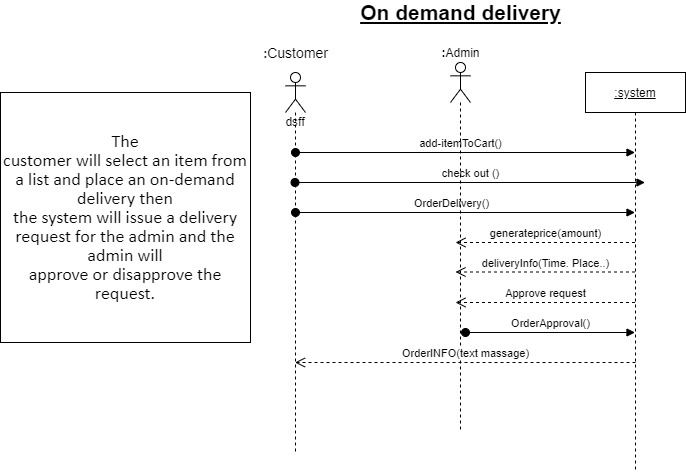 On demand delivery
:Customer
:Admin
:system
dsff
The
customer will select an item from
a list and place an on-demand
delivery then
the system will issue a delivery
request for the admin and the
admin will
approve or disapprove the
request.
add-itemToCart()
check out ()
OrderDelivery()
generateprice(amount)
deliveryInfo(Time. Place..)
Approve request
OrderApproval()
OrderINFO(text massage)